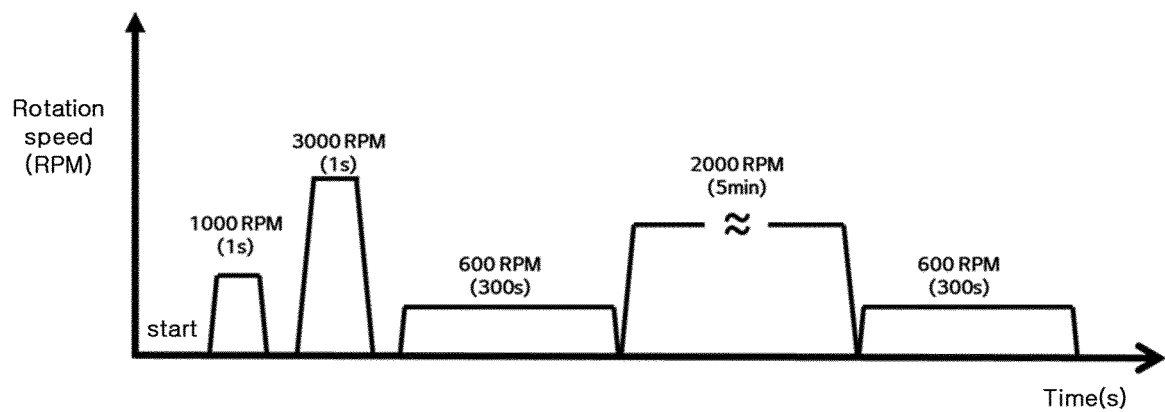 Rotation
speed
(RPM)
3000 RPM
(1s)
1000 RPM
(1s)
2000 RPM
(5min)
≈
600 RPM
(300s)
600 RPM
(300s)
start
Time(s)